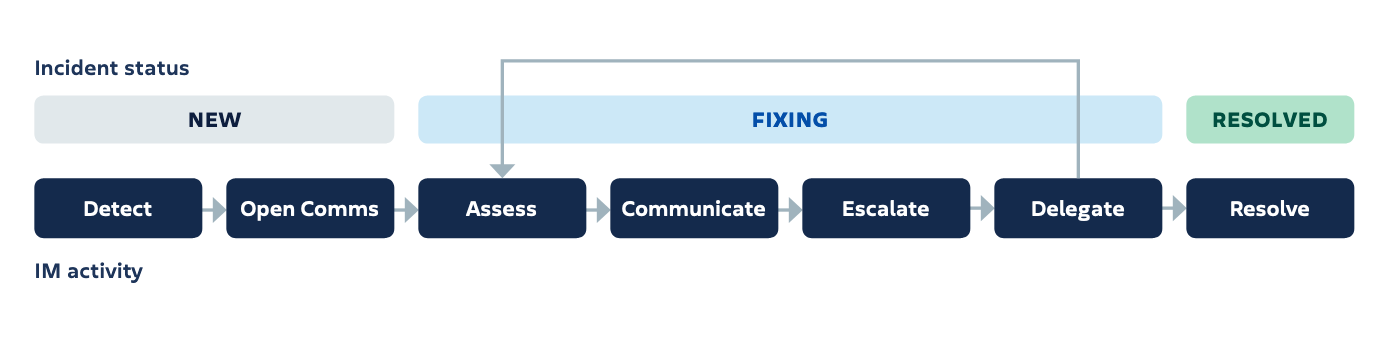 Incident status
NEW
FIXING
RESOLVED
Detect
Open Comms
Assess
Communicate
Escalate
Delegate
Resolve
IM activity